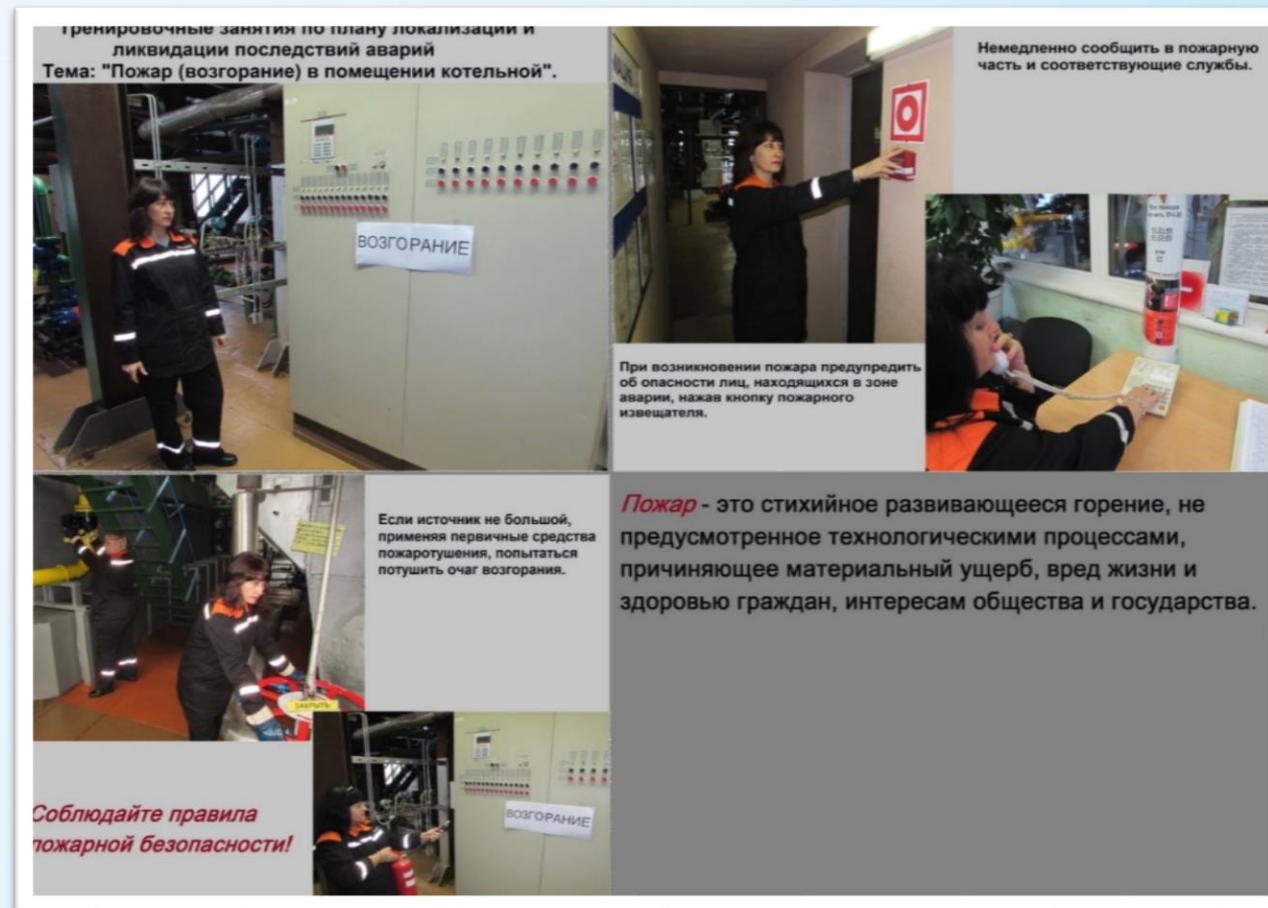 Тренировочные занятия по плану локализации и
ликвидации последствий аварий
Тема: "Пожар (возгорание) в помещении котельной".
ВОЗГОРАНИЕ
Немедленно сообщить в пожарную
часть и соответствующие службы.
При возникновении пожара предупредить
об опасности лиц, находящихся в зоне
аварии, нажав кнопку пожарного
извещателя.
Если источник не большой,
применяя первичные средства
пожаротушения, попытаться
потушить очаг возгорания.
ЗАКРЫТЬ
ВОЗГОРАНИЕ
Соблюдайте правила
пожарной безопасности!
Пожар - это стихийное развивающееся горение, не
предусмотренное технологическими процессами,
причиняющее материальный ущерб, вред жизни и
здоровью граждан, интересам общества и государства.